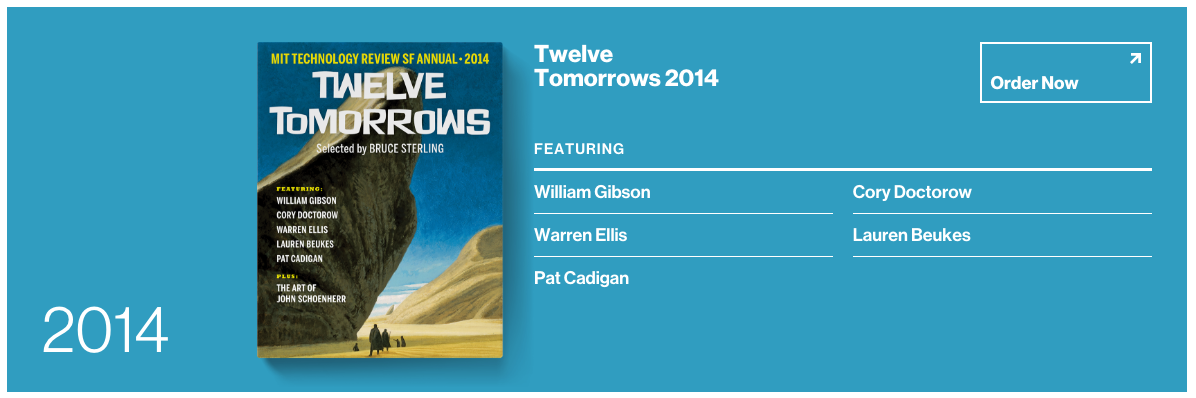 2014
MIT TECHNOLOGY REVIEW SF ANNUAL • 2014
TWELVE
TOMORROWS
Selected by BRUCE STERLING
FEATURING:
WILLIAM GIBSON
CORY DOCTOROW
WARREN ELLIS
LAUREN BEUKES
PAT CADIGAN
PLUS:
THE ART OF
JOHN SCHOENHERR
Twelve
Tomorrows 2014
Order Now
FEATURING
William Gibson
Cory Doctorow
Warren Ellis
Lauren Beukes
Pat Cadigan